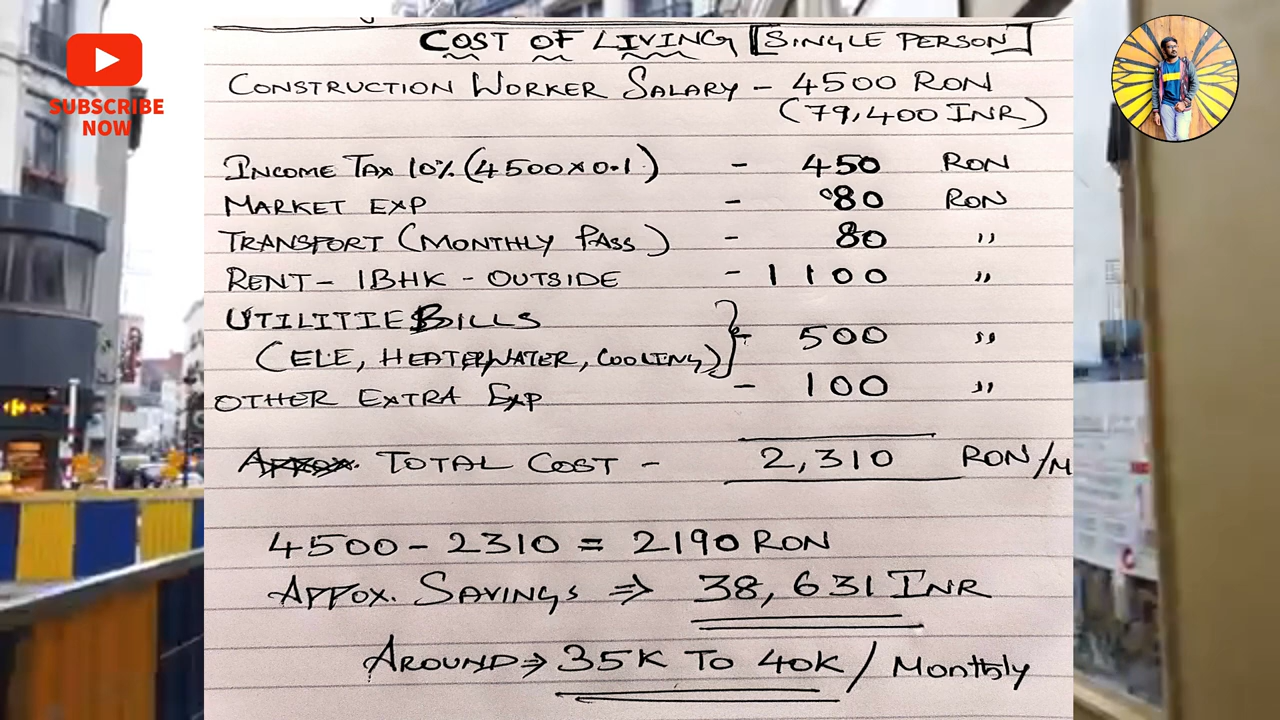 COST OF LIVING [SINGLE PERSON]
CONSTRUCTION WORKER SALARY - 4500 RON
(79,400 INR)
INCOME TAX 10% (4500×0.1) - 450 RON
MARKET EXP - 080 RON
TRANSPORT (MONTHLY PASS) - 80 ,,
RENT - 1BHK - OUTSIDE - 1100 ,,
UTILITIE BILLS
(ELE, HEATER, WATER, COOLING) } - 500 ,,
OTHER EXTRA EXP - 100 ,,
TOTAL COST - 2,310 RON/M
4500 - 2310 = 2190 RON
APPOX. SAVINGS ⇒ 38,631 INR
AROUND ⇒ 35K TO 40K / Monthly
SUBSCRIBE
NOW